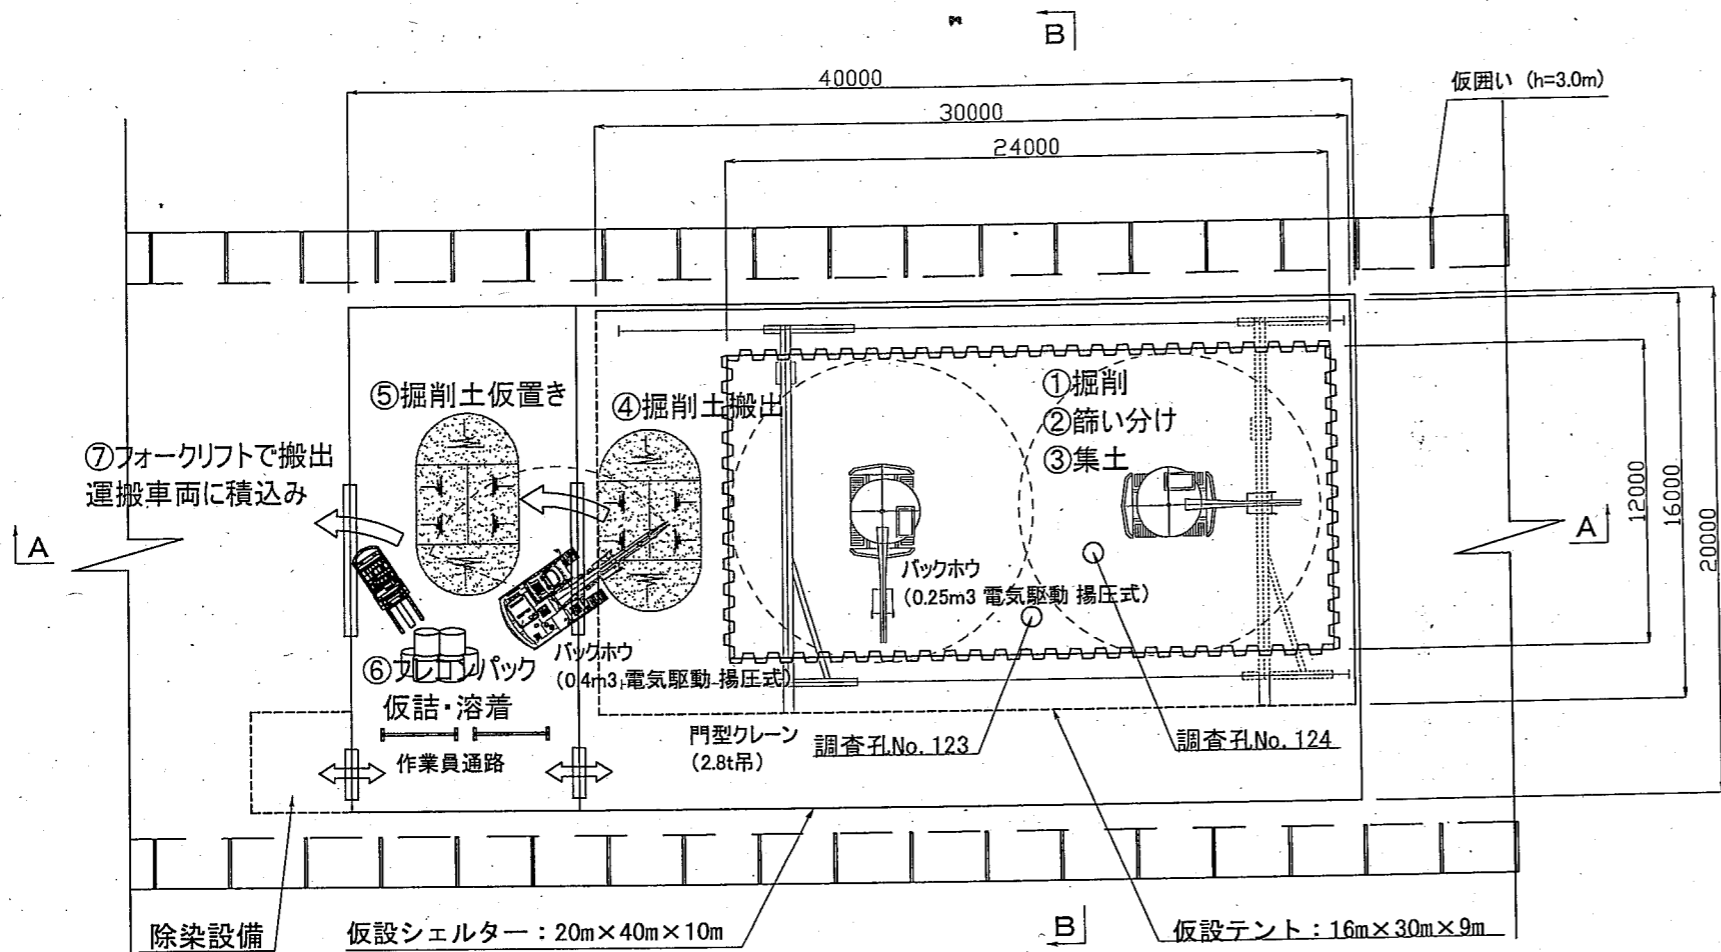 B
40000
仮囲い (h=3.0m)
30000
24000
①掘削
②篩い分け
③集土
⑤掘削土仮置き
④掘削土搬出
⑦フォークリフトで搬出
運搬車両に積込み
12000
16000
20000
A
A
バックホウ
(0.25m3 電気駆動 揚圧式)
⑥フレコンパック
仮詰・溶着
バックホウ
(0.4m3 電気駆動 揚圧式)
作業員通路
門型クレーン
(2.8t吊)
調査孔No.123
調査孔No.124
除染設備
仮設シェルター：20m×40m×10m
B
仮設テント：16m×30m×9m